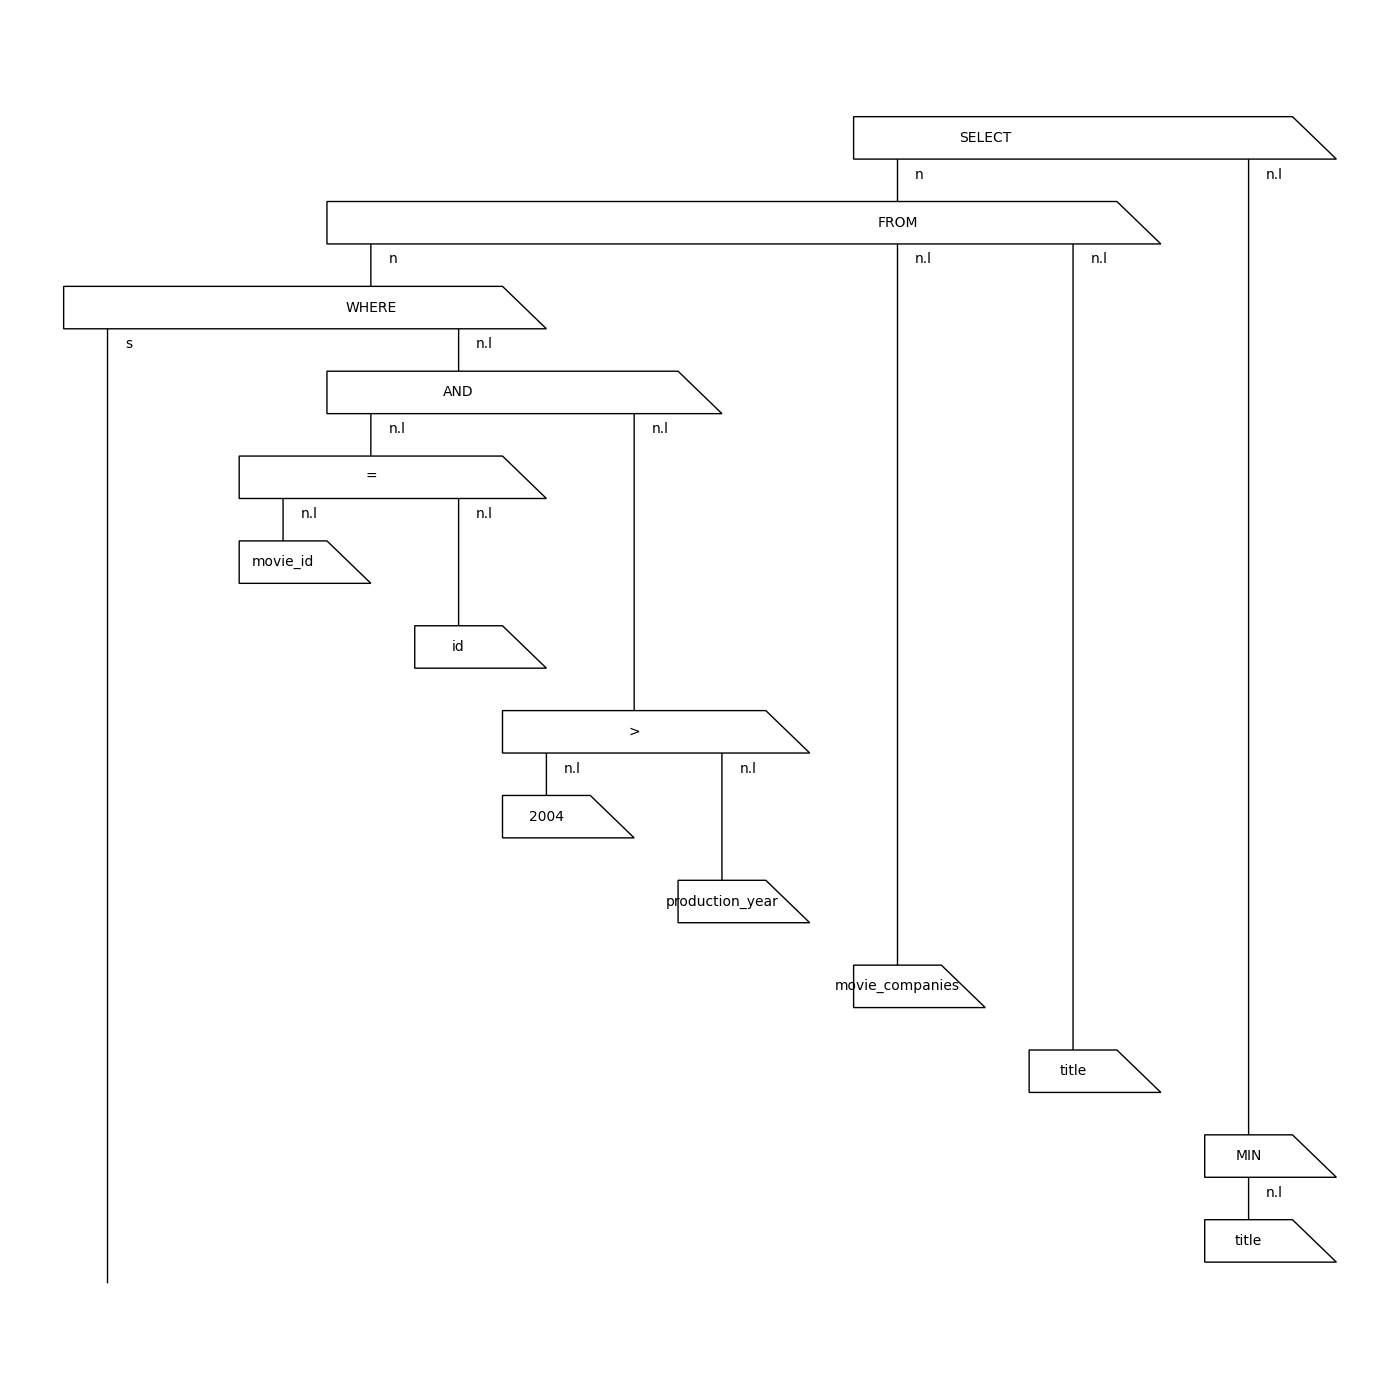 SELECT
n n.l
FROM
n n.l n.l
WHERE
s n.l
AND
n.l n.l
=
n.l n.l
movie_id
id
>
n.l n.l
2004
production_year
movie_companies
title
MIN
n.l
title